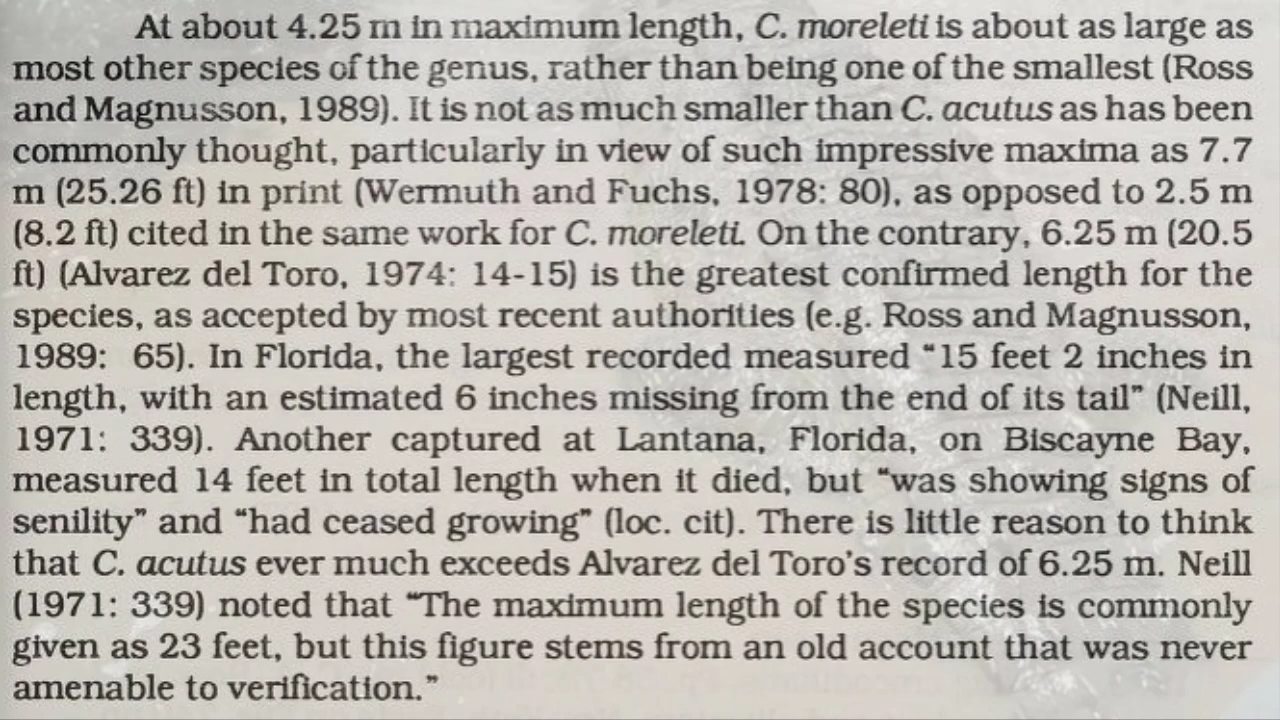 At about 4.25 m in maximum length, C. moreleti is about as large as
most other species of the genus, rather than being one of the smallest (Ross
and Magnusson, 1989). It is not as much smaller than C. acutus as has been
commonly thought, particularly in view of such impressive maxima as 7.7
m (25.26 ft) in print (Wermuth and Fuchs, 1978: 80), as opposed to 2.5 m
(8.2 ft) cited in the same work for C. moreleti. On the contrary, 6.25 m (20.5
ft) (Alvarez del Toro, 1974: 14-15) is the greatest confirmed length for the
species, as accepted by most recent authorities (e.g. Ross and Magnusson,
1989: 65). In Florida, the largest recorded measured "15 feet 2 inches in
length, with an estimated 6 inches missing from the end of its tail" (Neill,
1971: 339). Another captured at Lantana, Florida, on Biscayne Bay,
measured 14 feet in total length when it died, but "was showing signs of
senility" and "had ceased growing" (loc. cit). There is little reason to think
that C. acutus ever much exceeds Alvarez del Toro's record of 6.25 m. Neill
(1971: 339) noted that "The maximum length of the species is commonly
given as 23 feet, but this figure stems from an old account that was never
amenable to verification."